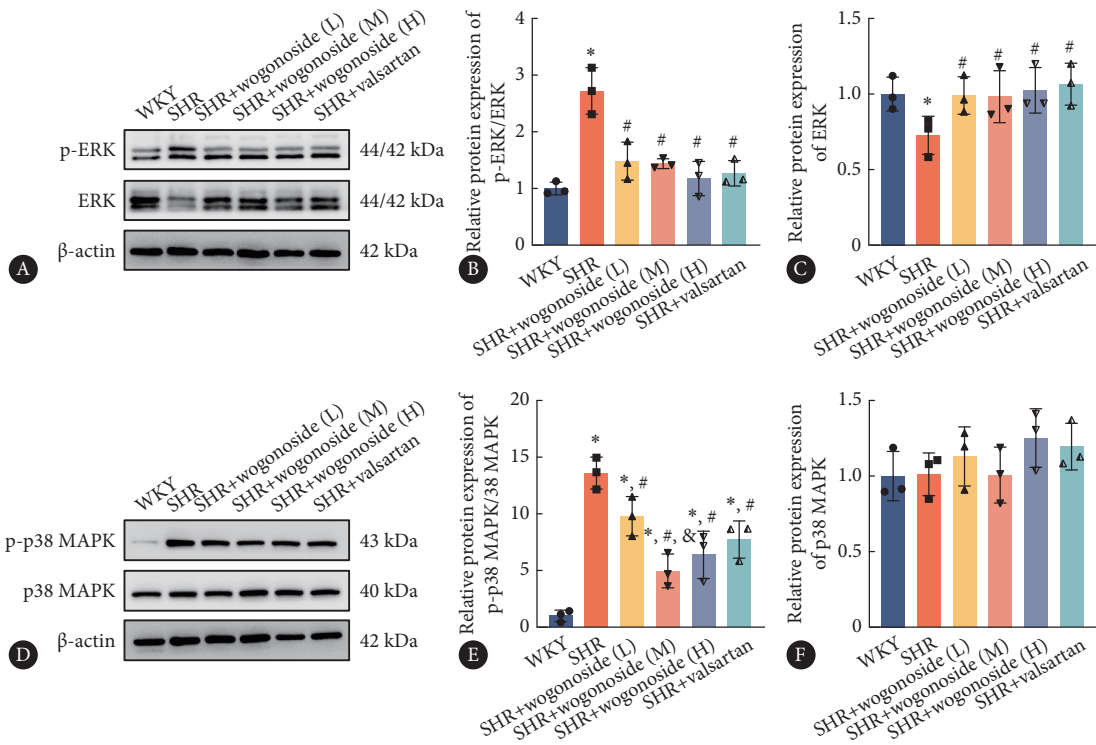 WKY
SHR
SHR+wogonoside (L)
SHR+wogonoside (M)
SHR+wogonoside (H)
SHR+valsartan
p-ERK
44/42 kDa
ERK
44/42 kDa
β-actin
42 kDa
A
Relative protein expression of
p-ERK/ERK
4
3
2
1
0
*
#
#
#
#
WKY
SHR
SHR+wogonoside (L)
SHR+wogonoside (M)
SHR+wogonoside (H)
SHR+valsartan
B
Relative protein expression
of ERK
1.5
1.0
0.5
0
*
#
#
#
#
WKY
SHR
SHR+wogonoside (L)
SHR+wogonoside (M)
SHR+wogonoside (H)
SHR+valsartan
C
WKY
SHR
SHR+wogonoside (L)
SHR+wogonoside (M)
SHR+wogonoside (H)
SHR+valsartan
p-p38 MAPK
43 kDa
p38 MAPK
40 kDa
β-actin
42 kDa
D
Relative protein expression of
p-p38 MAPK/38 MAPK
20
15
10
5
0
*
*, #
*, #, &
*, #
*, #
WKY
SHR
SHR+wogonoside (L)
SHR+wogonoside (M)
SHR+wogonoside (H)
SHR+valsartan
E
Relative protein expression
of p38 MAPK
1.5
1.0
0.5
0
WKY
SHR
SHR+wogonoside (L)
SHR+wogonoside (M)
SHR+wogonoside (H)
SHR+valsartan
F